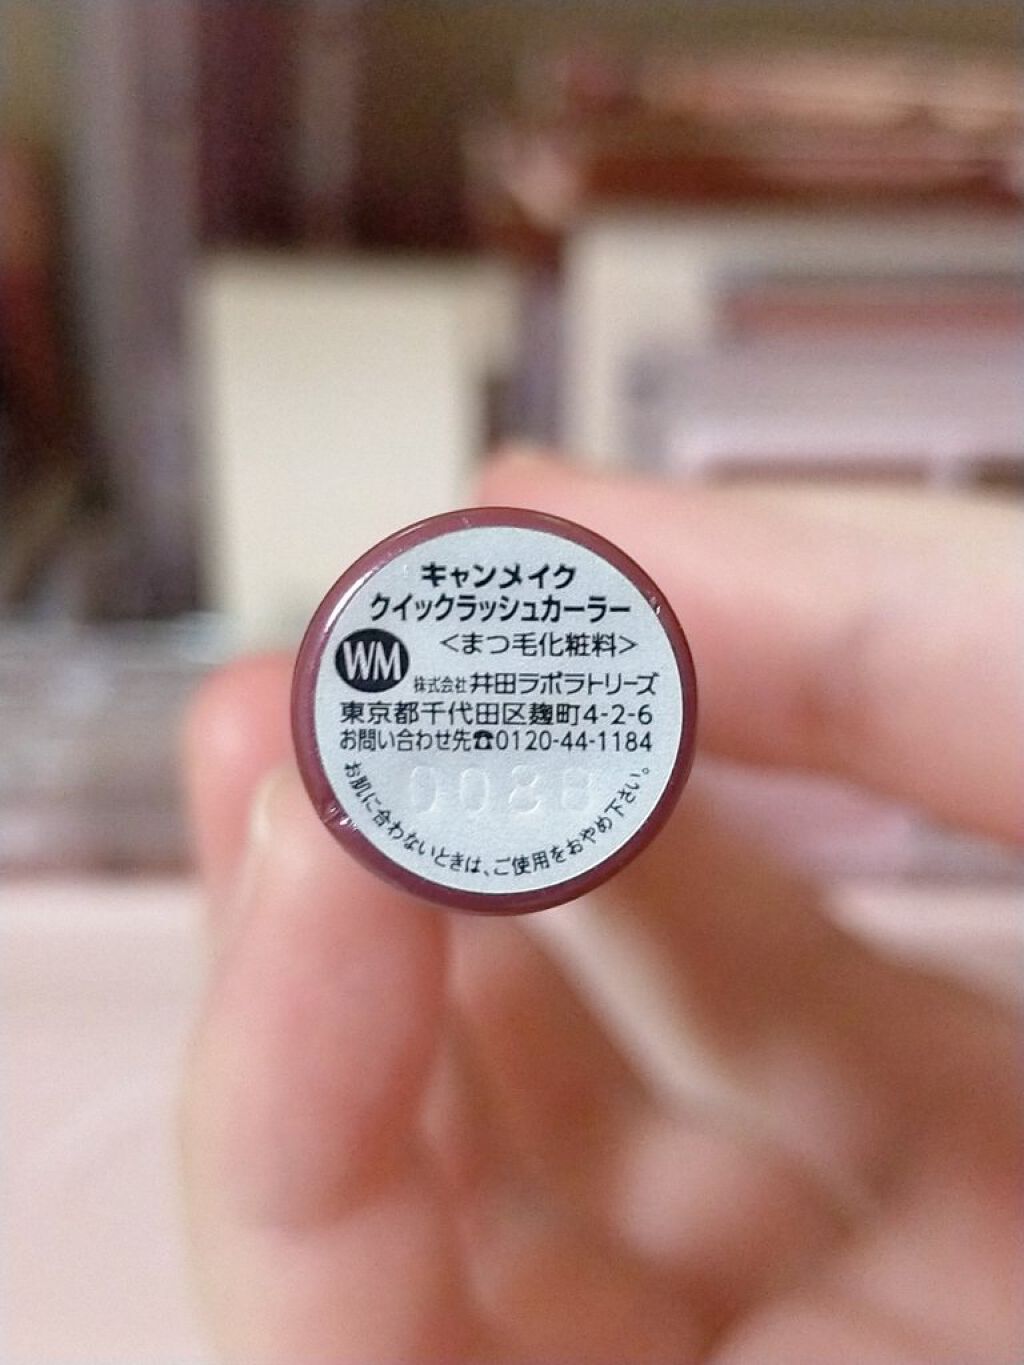 キャンメイク
クイックラッシュカーラー
<まつ毛化粧料>
WM
株式会社 井田ラボラトリーズ
東京都千代田区麹町4-2-6
お問い合わせ先☎0120-44-1184
お肌に合わないときは、ご使用をおやめ下さい。